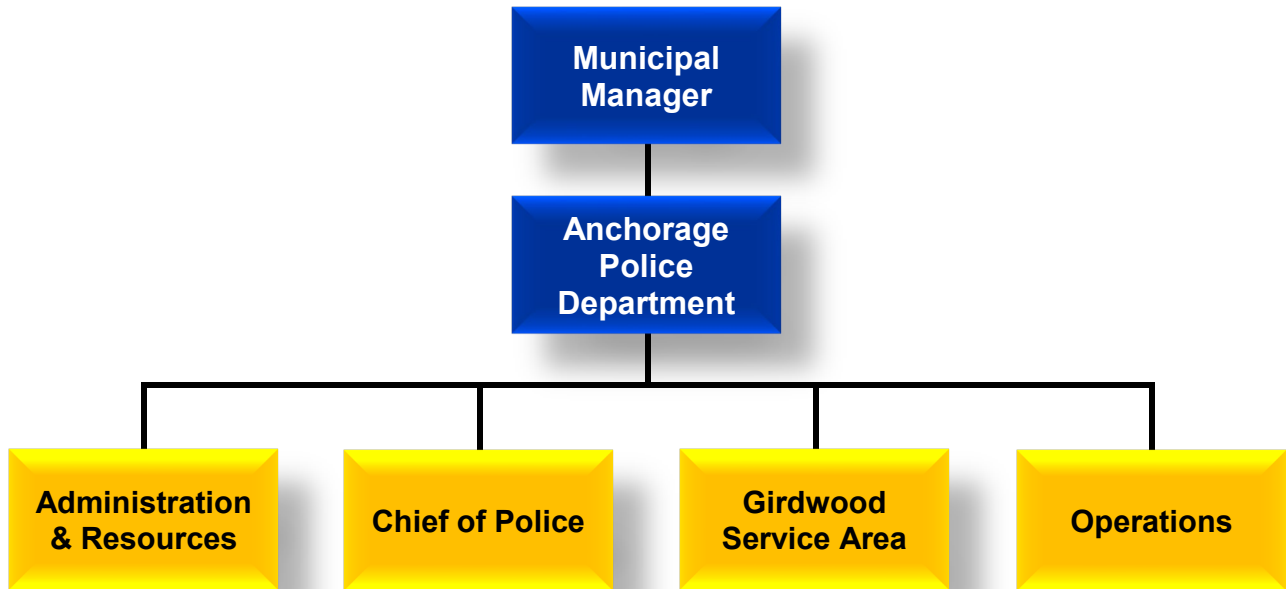 Municipal
Manager
Anchorage
Police
Department
Administration
& Resources
Chief of Police
Girdwood
Service Area
Operations